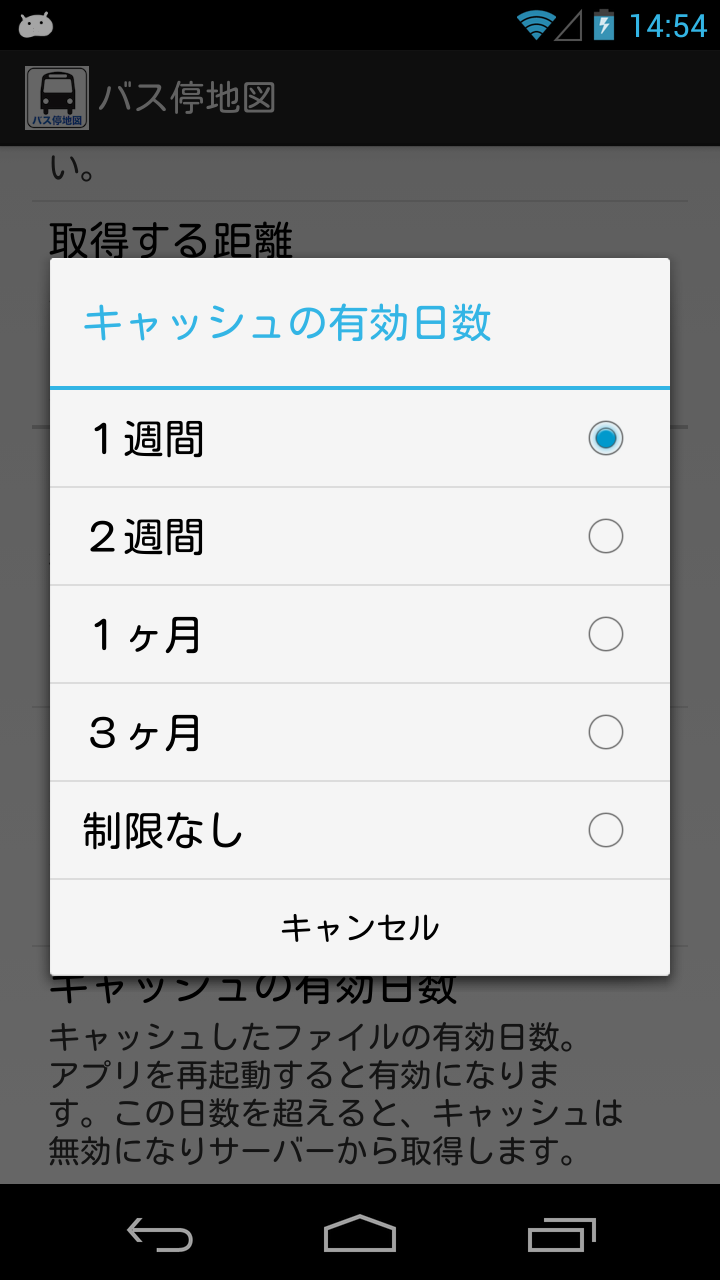 14:54
バス停地図
バス停地図
い。
取得する距離
キャッシュの有効日数
１週間
２週間
１ヶ月
３ヶ月
制限なし
キャンセル
キャッシュの有効日数
キャッシュしたファイルの有効日数。
アプリを再起動すると有効になりま
す。この日数を超えると、キャッシュは
無効になりサーバーから取得します。